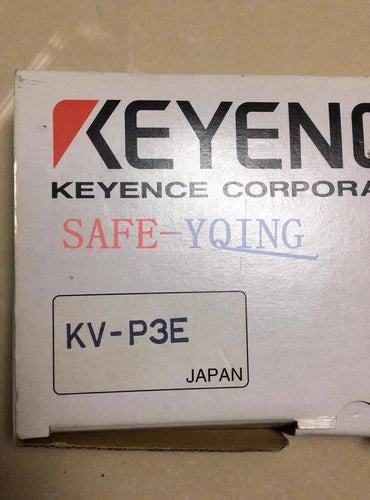 KEYENC
KEYENCE CORPORA
SAFE-YQING
KV-P3E
JAPAN